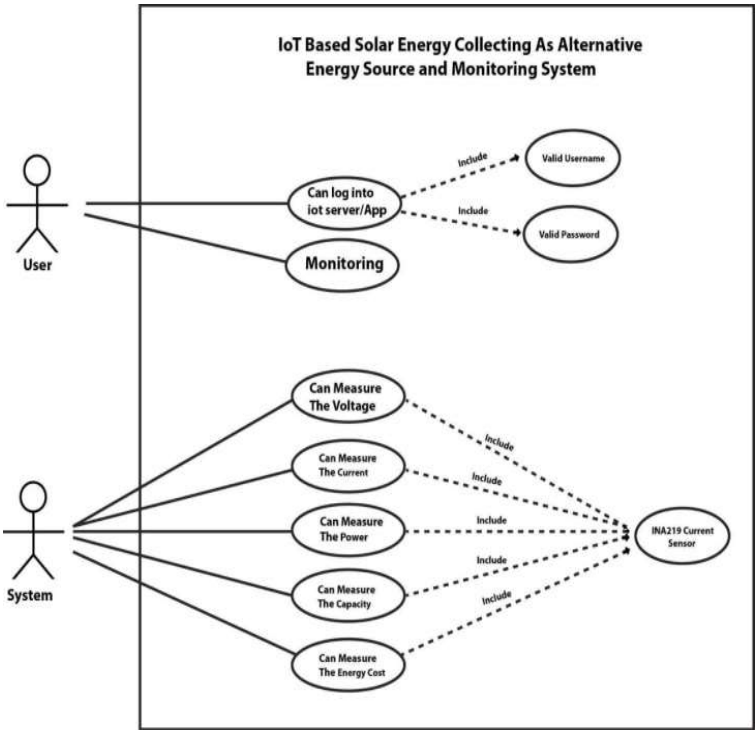 IoT Based Solar Energy Collecting As Alternative
Energy Source and Monitoring System
Include
Valid Username
Can log into
iot server/App
Include
Valid Password
User
Monitoring
Can Measure
The Voltage
Include
Can Measure
The Current
Include
Can Measure
The Power
Include
INA219 Current
Sensor
System
Can Measure
The Capacity
Include
Can Measure
The Energy Cost
Include